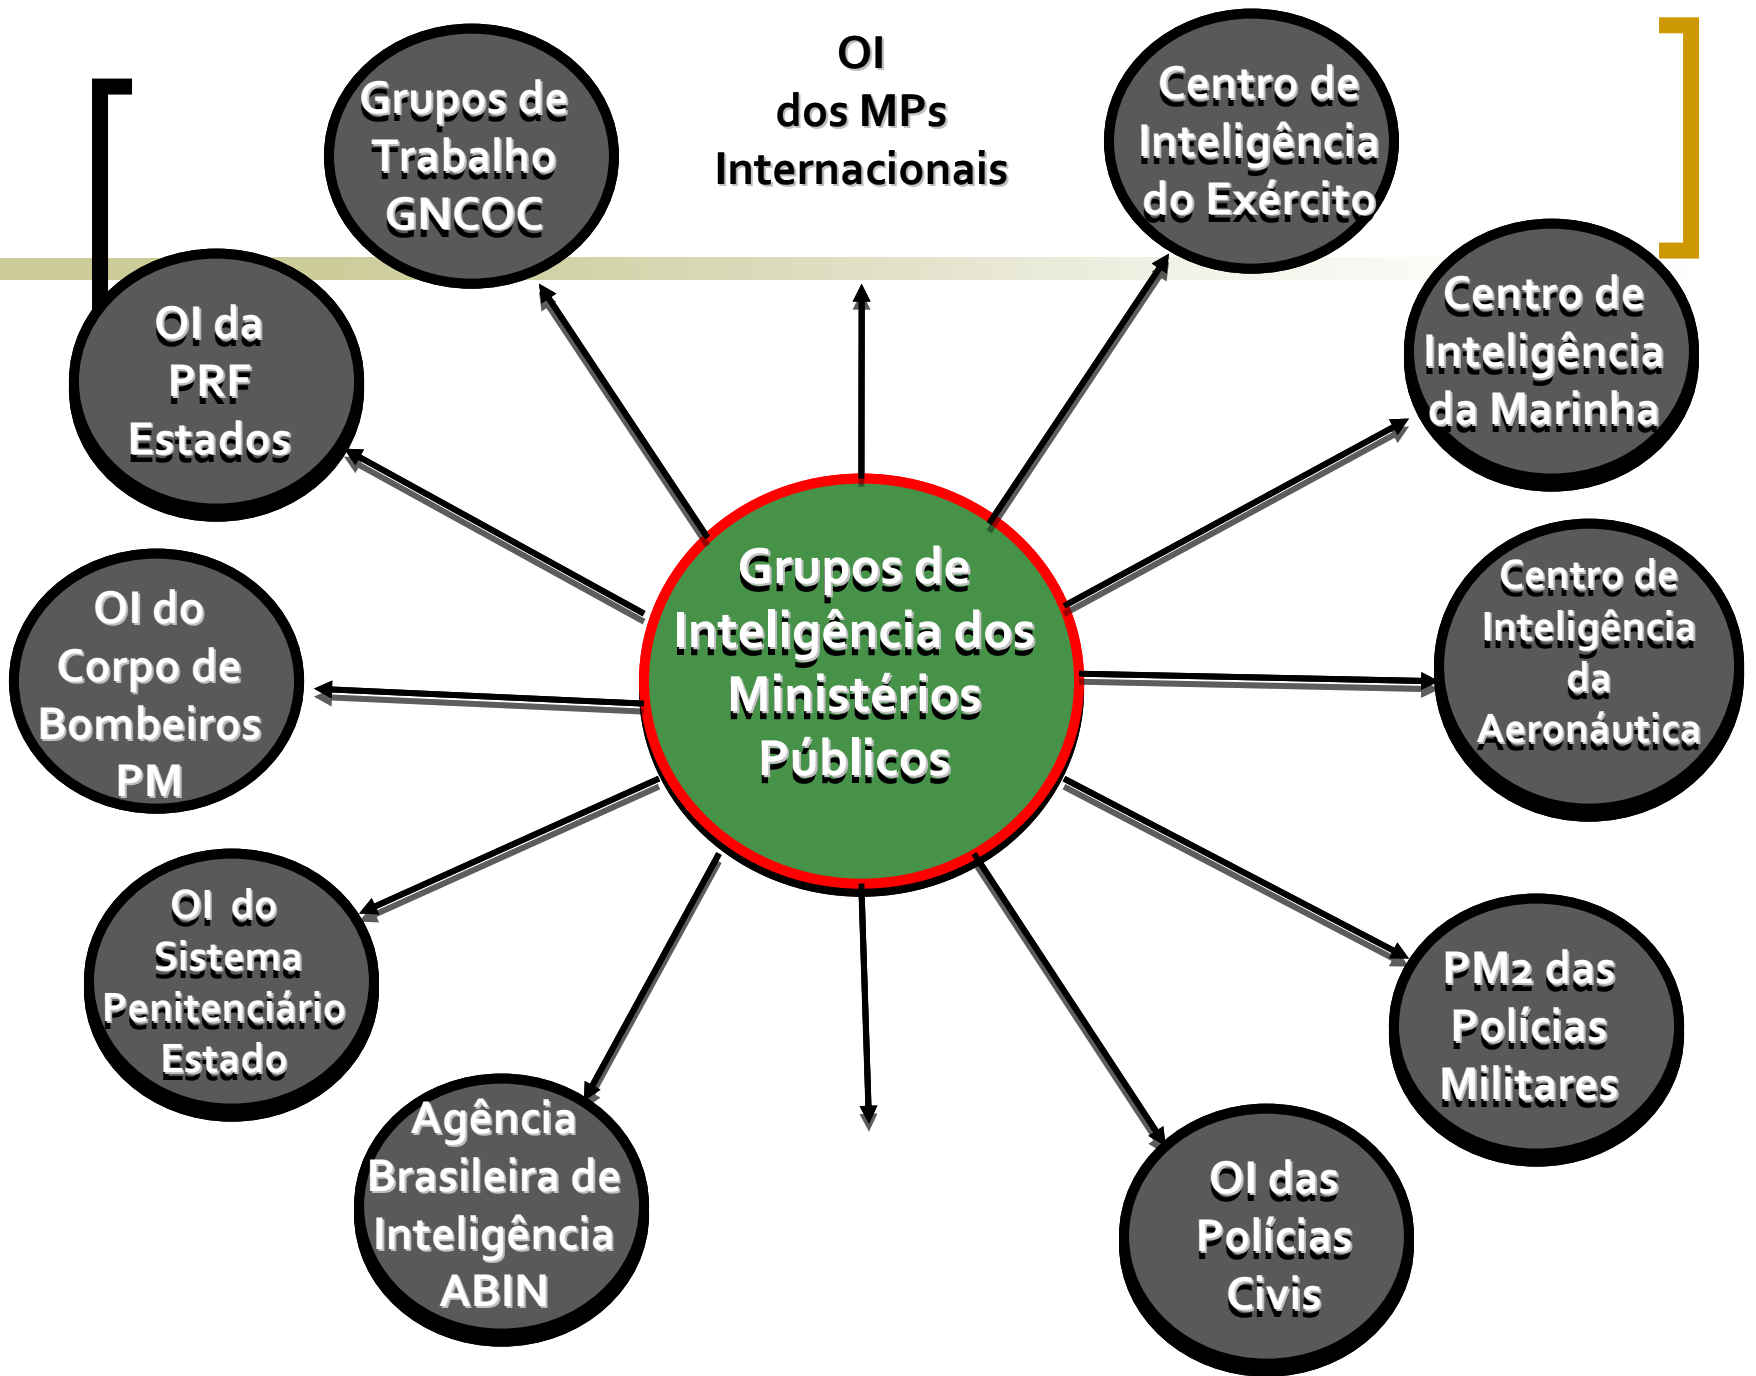 OI
dos MPs
Internacionais
Grupos de
Trabalho
GNCOC
Centro de
Inteligência
do Exército
OI da
PRF
Estados
Centro de
Inteligência
da Marinha
Grupos de
Inteligência dos
Ministérios
Públicos
OI do
Corpo de
Bombeiros
PM
Centro de
Inteligência
da
Aeronáutica
OI do
Sistema
Penitenciário
Estado
PM2 das
Polícias
Militares
Agência
Brasileira de
Inteligência
ABIN
OI das
Polícias
Civis